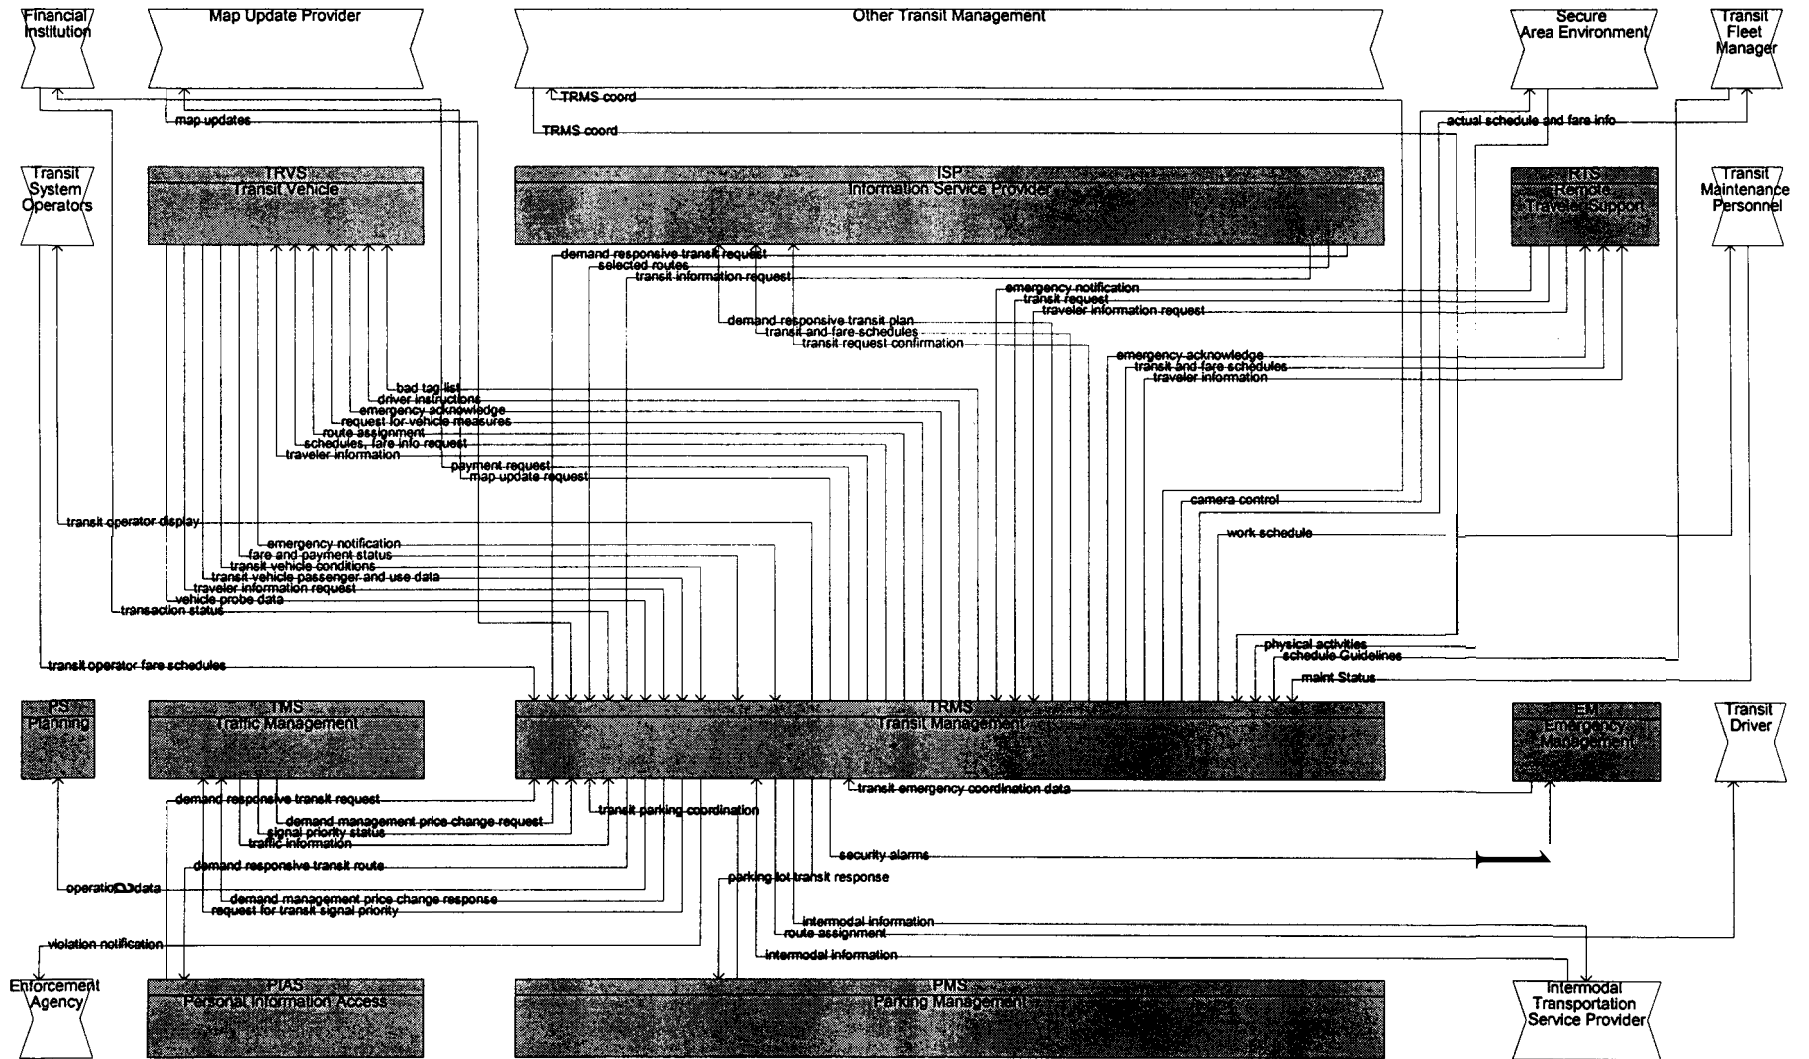 Financial
Institution
Map Update Provider
Other Transit Management
Secure
Area Environment
Transit
Fleet
Manager
TRMS coord
map updates
actual schedule and fare info
TRMS coord
Transit
System
Operators
TRVS
Transit Vehicle
ISP
Information Service Provider
RTS
Remote
Traveler Support
Transit
Maintenance
Personnel
demand responsive transit request
selected routes
transit information request
emergency notification
transit request
traveler information request
demand responsive transit plan
transit and fare schedules
transit request confirmation
emergency acknowledge
transit and fare schedules
traveler information
bad tag list
driver instructions
emergency acknowledge
request for vehicle measures
route assignment
schedules, fare info request
traveler information
payment request
map update request
camera control
transit operator display
work schedule
emergency notification
fare and payment status
transit vehicle conditions
transit vehicle passenger and use data
traveler information request
vehicle probe data
transaction status
physical activities
schedule Guidelines
transit operator fare schedules
maint Status
PS
Planning
TMS
Traffic Management
TRMS
Transit Management
EM
Emergency
Management
Transit
Driver
transit emergency coordination data
demand responsive transit request
transit parking coordination
demand management price change request
signal priority status
traffic information
security alarms
demand responsive transit route
parking lot transit response
operational data
demand management price change response
request for transit signal priority
intermodal information
route assignment
violation notification
intermodal information
Enforcement
Agency
PIAS
Personal Information Access
PMS
Parking Management
Intermodal
Transportation
Service Provider